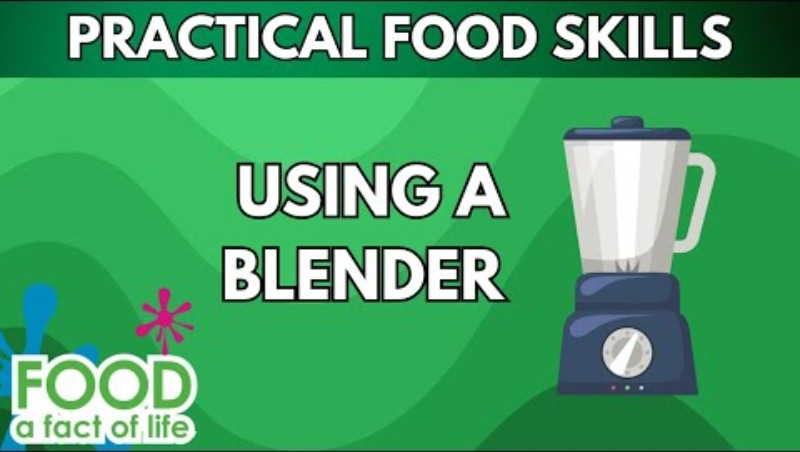 PRACTICAL FOOD SKILLS
USING A
BLENDER
FOOD
a fact of life